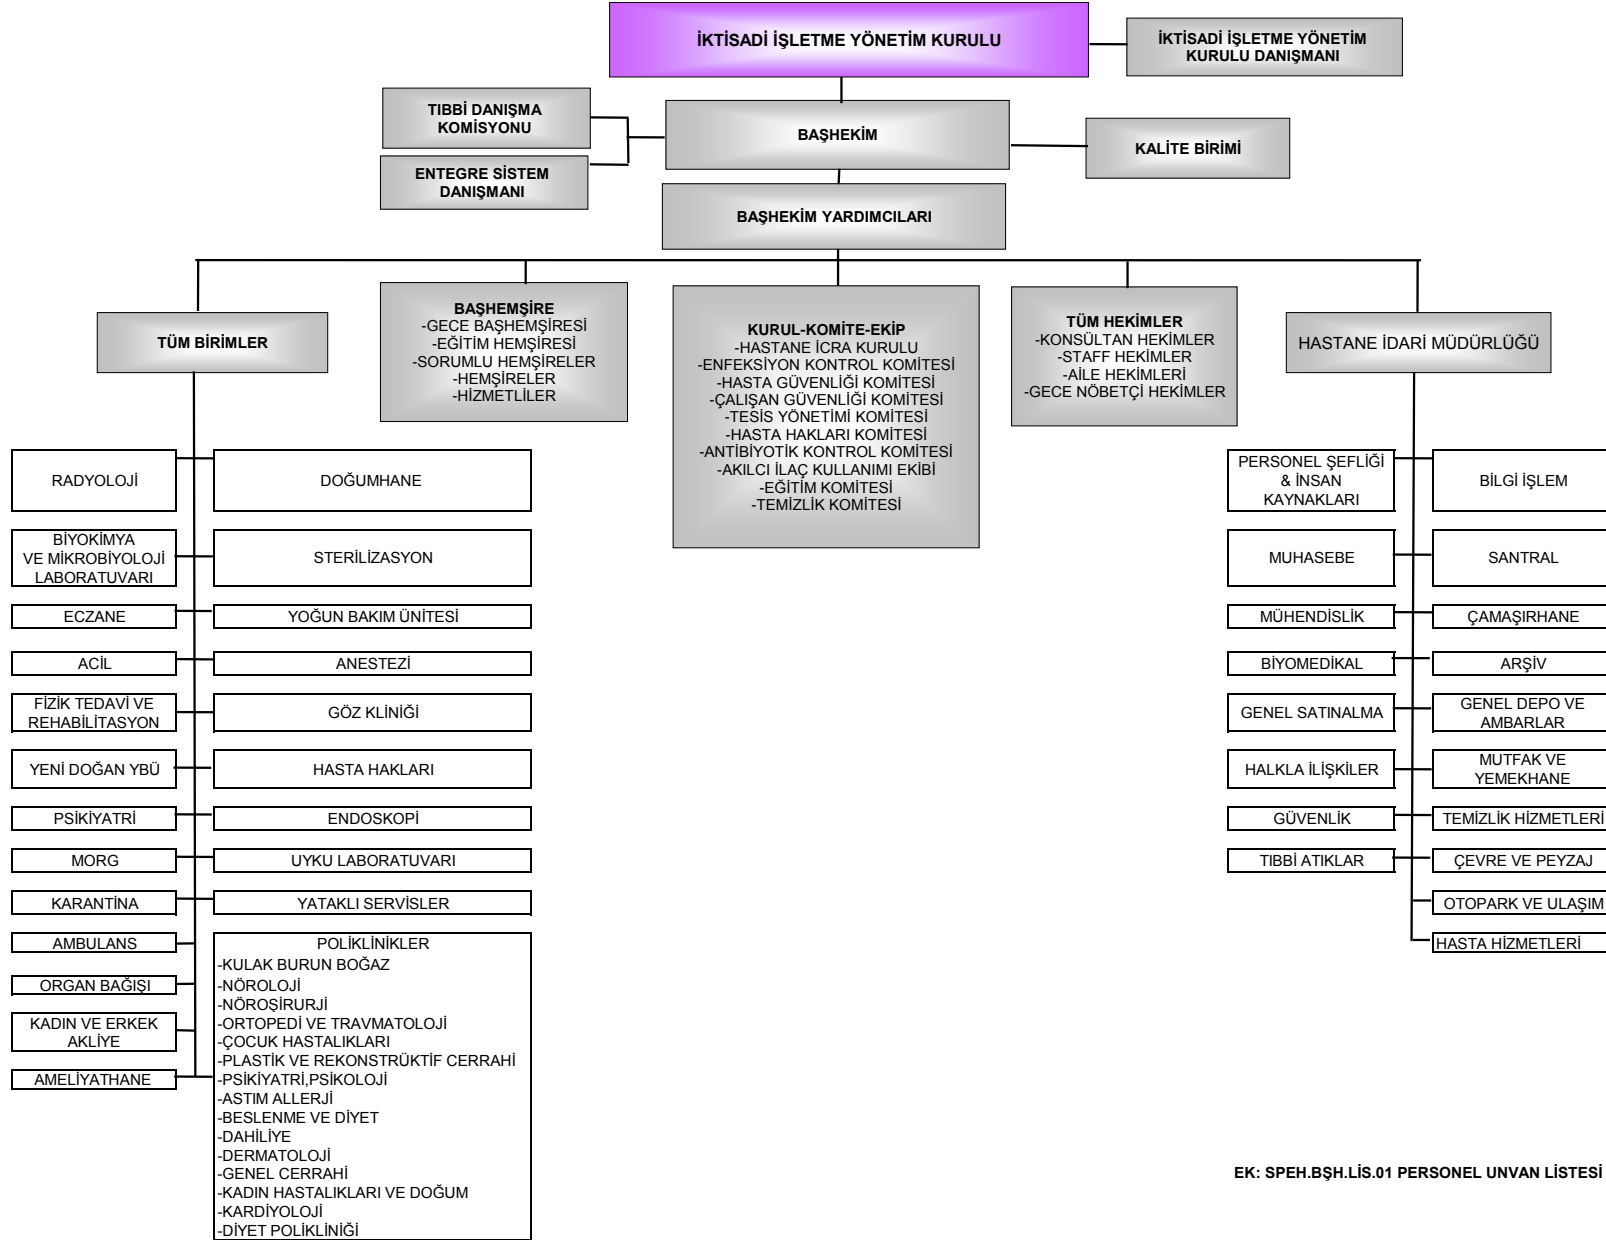 İKTİSADİ İŞLETME YÖNETİM KURULU
İKTİSADİ İŞLETME YÖNETİM
KURULU DANIŞMANI
TIBBİ DANIŞMA
KOMİSYONU
BAŞHEKİM
KALİTE BİRİMİ
ENTEGRE SİSTEM
DANIŞMANI
BAŞHEKİM YARDIMCILARI
TÜM BİRİMLER
BAŞHEMŞİRE
-GECE BAŞHEMŞİRESİ
-EĞİTİM HEMŞİRESİ
-SORUMLU HEMŞİRELER
-HEMŞİRELER
-HİZMETLİLER
KURUL-KOMİTE-EKİP
-HASTANE İCRA KURULU
-ENFEKSİYON KONTROL KOMİTESİ
-HASTA GÜVENLİĞİ KOMİTESİ
-ÇALIŞAN GÜVENLİĞİ KOMİTESİ
-TESİS YÖNETİMİ KOMİTESİ
-HASTA HAKLARI KOMİTESİ
-ANTİBİYOTİK KONTROL KOMİTESİ
-AKILCI İLAÇ KULLANIMI EKİBİ
-EĞİTİM KOMİTESİ
-TEMİZLİK KOMİTESİ
TÜM HEKİMLER
-KONSÜLTAN HEKİMLER
-STAFF HEKİMLER
-AİLE HEKİMLERİ
-GECE NÖBETÇİ HEKİMLER
HASTANE İDARİ MÜDÜRLÜĞÜ
RADYOLOJİ
DOĞUMHANE
BİYOKİMYA
VE MİKROBİYOLOJİ
LABORATUVARI
STERİLİZASYON
ECZANE
YOĞUN BAKIM ÜNİTESİ
ACİL
ANESTEZİ
FİZİK TEDAVİ VE
REHABİLİTASYON
GÖZ KLİNİĞİ
YENİ DOĞAN YBÜ
HASTA HAKLARI
PSİKİYATRİ
ENDOSKOPİ
MORG
UYKU LABORATUVARI
KARANTİNA
YATAKLI SERVİSLER
AMBULANS
ORGAN BAĞIŞI
KADIN VE ERKEK
AKLİYE
AMELİYATHANE
POLİKLİNİKLER
-KULAK BURUN BOĞAZ
-NÖROLOJİ
-NÖROŞİRURJİ
-ORTOPEDİ VE TRAVMATOLOJİ
-ÇOCUK HASTALIKLARI
-PLASTİK VE REKONSTRÜKTİF CERRAHİ
-PSİKİYATRİ,PSİKOLOJİ
-ASTIM ALLERJİ
-BESLENME VE DİYET
-DAHİLİYE
-DERMATOLOJİ
-GENEL CERRAHİ
-KADIN HASTALIKLARI VE DOĞUM
-KARDİYOLOJİ
-DİYET POLİKLİNİĞİ
PERSONEL ŞEFLİĞİ
& İNSAN
KAYNAKLARI
BİLGİ İŞLEM
MUHASEBE
SANTRAL
MÜHENDİSLİK
ÇAMAŞIRHANE
BİYOMEDİKAL
ARŞİV
GENEL SATINALMA
GENEL DEPO VE
AMBARLAR
HALKLA İLİŞKİLER
MUTFAK VE
YEMEKHANE
GÜVENLİK
TEMİZLİK HİZMETLERİ
TIBBİ ATIKLAR
ÇEVRE VE PEYZAJ
OTOPARK VE ULAŞIM
HASTA HİZMETLERİ
EK: SPEH.BŞH.LİS.01 PERSONEL UNVAN LİSTESİ